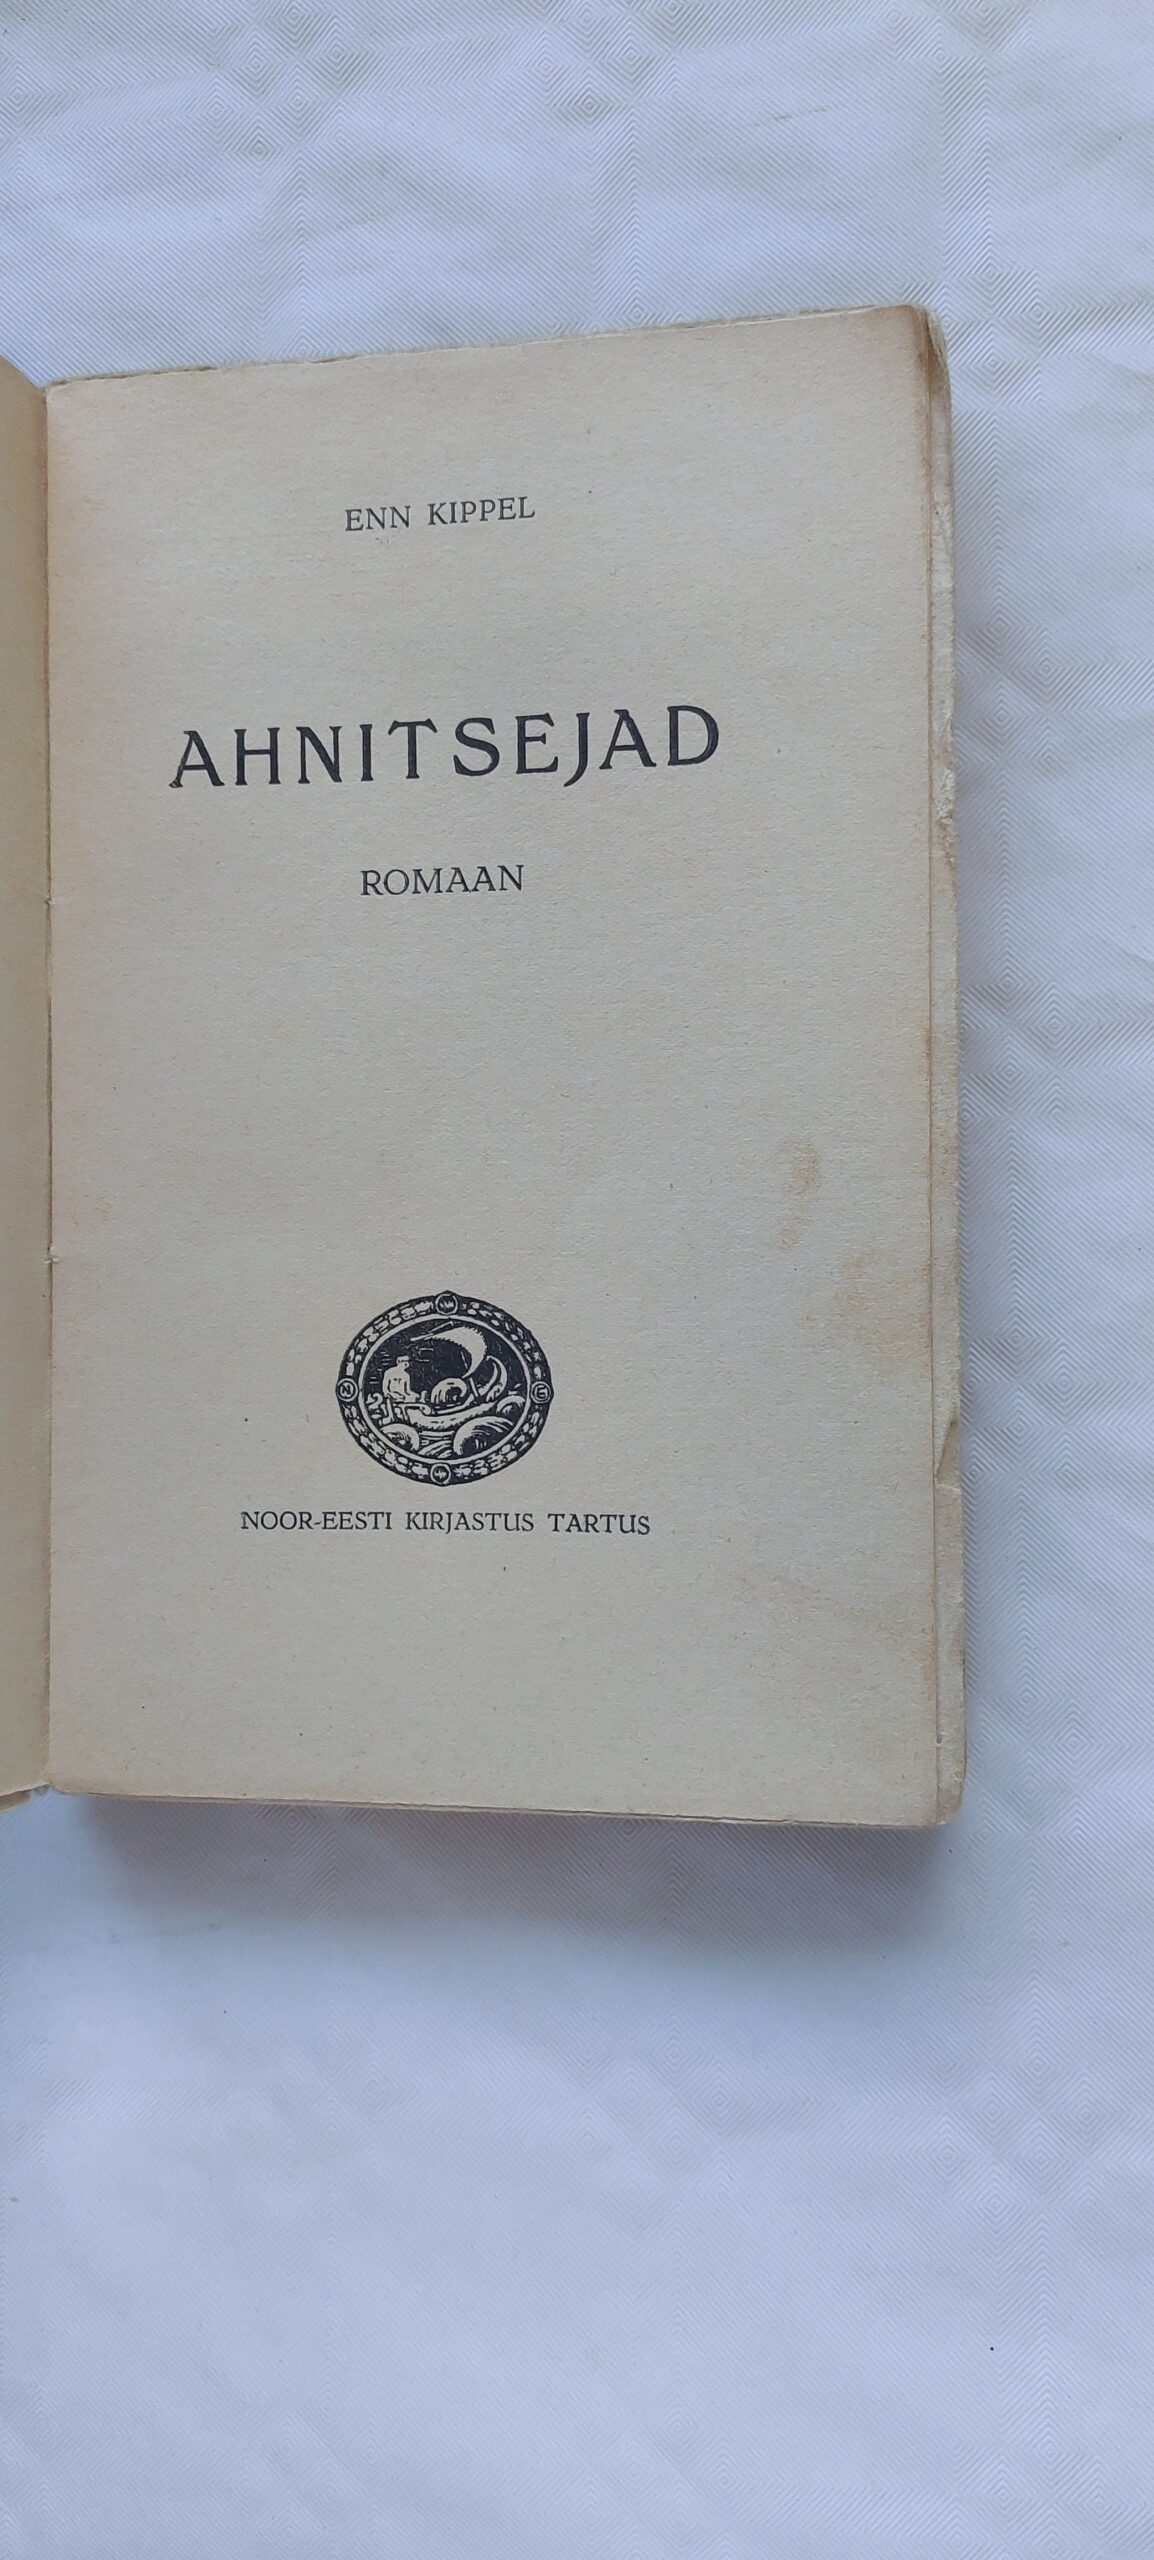 ENN KIPPEL
AHNITSEJAD
ROMAAN
NOOR-EESTI KIRJASTUS TARTUS